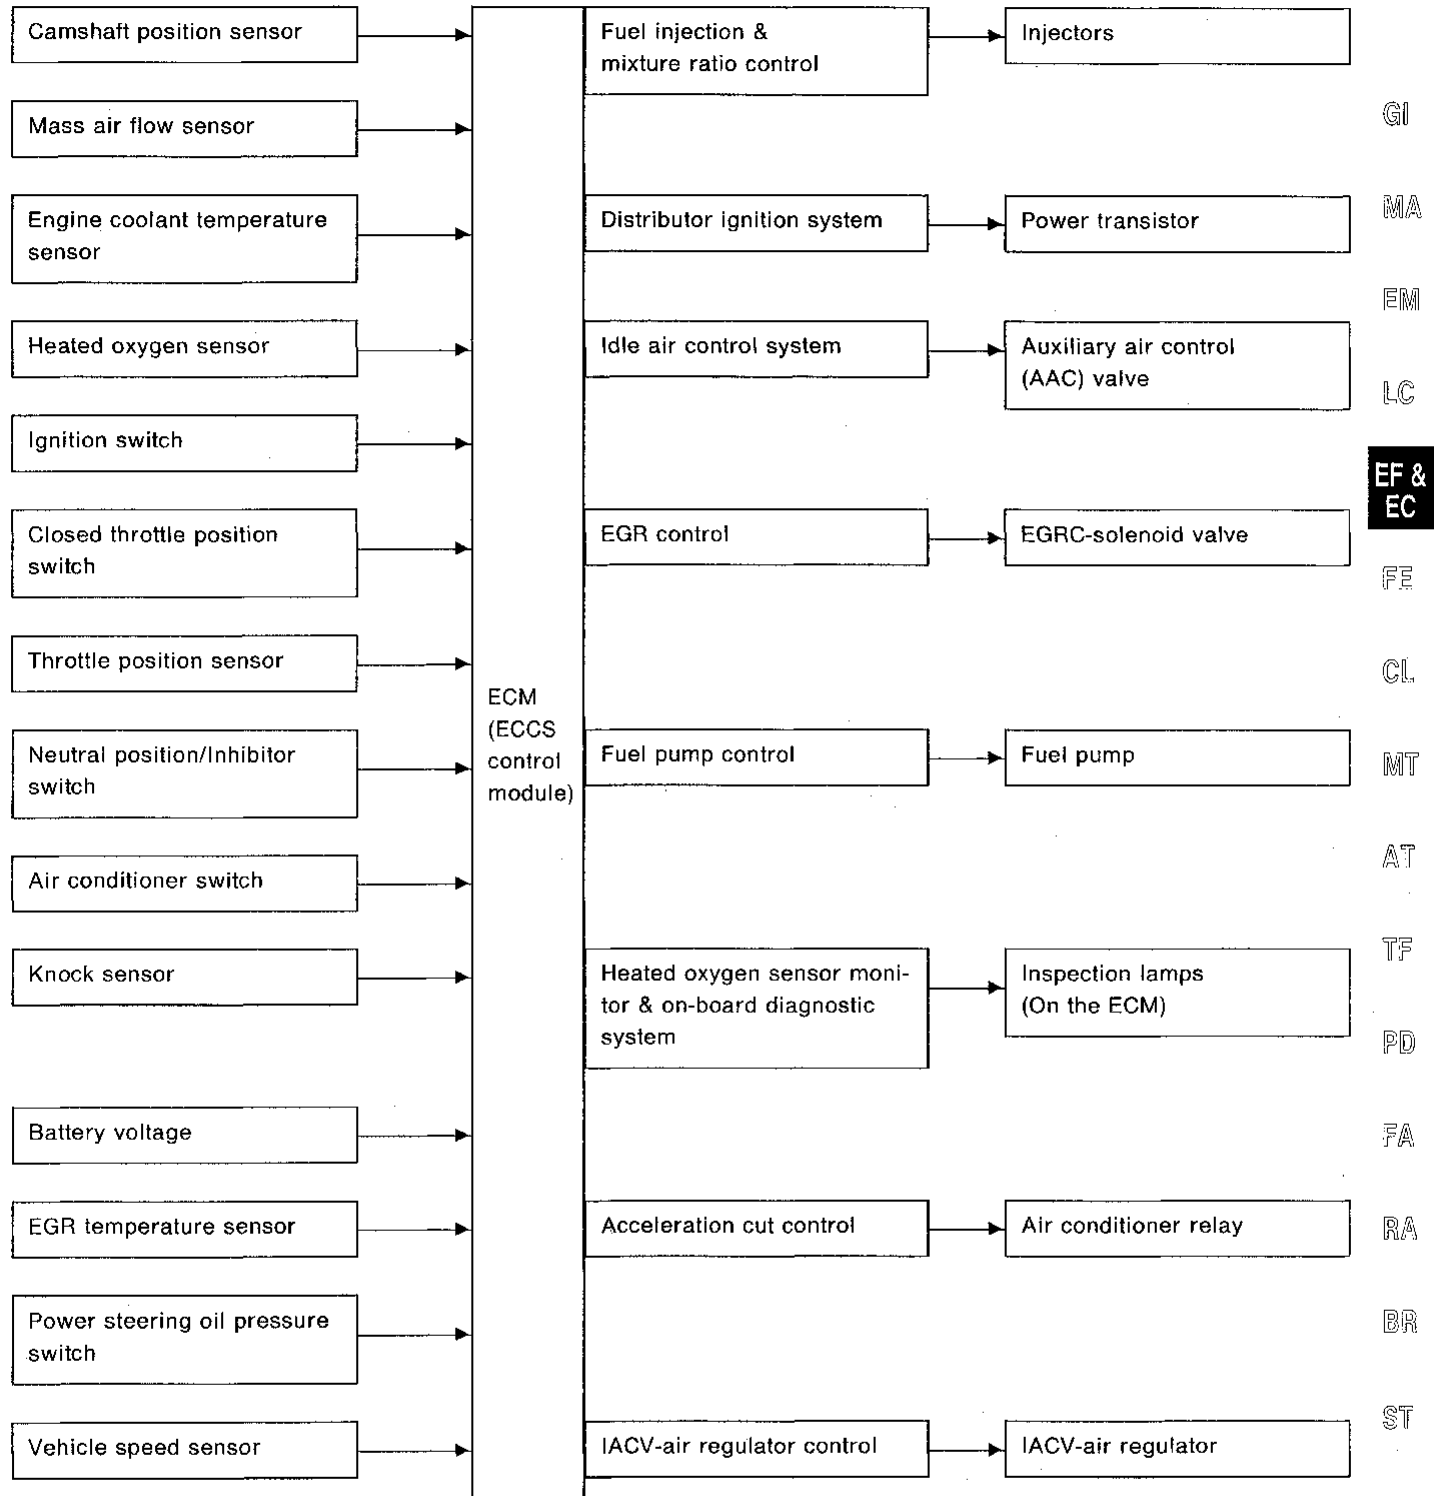 Camshaft position sensor
Mass air flow sensor
Engine coolant temperature
sensor
Heated oxygen sensor
Ignition switch
Closed throttle position
switch
Throttle position sensor
Neutral position/Inhibitor
switch
Air conditioner switch
Knock sensor
Battery voltage
EGR temperature sensor
Power steering oil pressure
switch
Vehicle speed sensor
ECM
(ECCS
control
module)
Fuel injection &
mixture ratio control
Distributor ignition system
Idle air control system
EGR control
Fuel pump control
Heated oxygen sensor moni-
tor & on-board diagnostic
system
Acceleration cut control
IACV-air regulator control
Injectors
Power transistor
Auxiliary air control
(AAC) valve
EGRC-solenoid valve
Fuel pump
Inspection lamps
(On the ECM)
Air conditioner relay
IACV-air regulator
GI
MA
EM
LC
EF &
EC
FE
CL
MT
AT
TF
PD
FA
RA
BR
ST